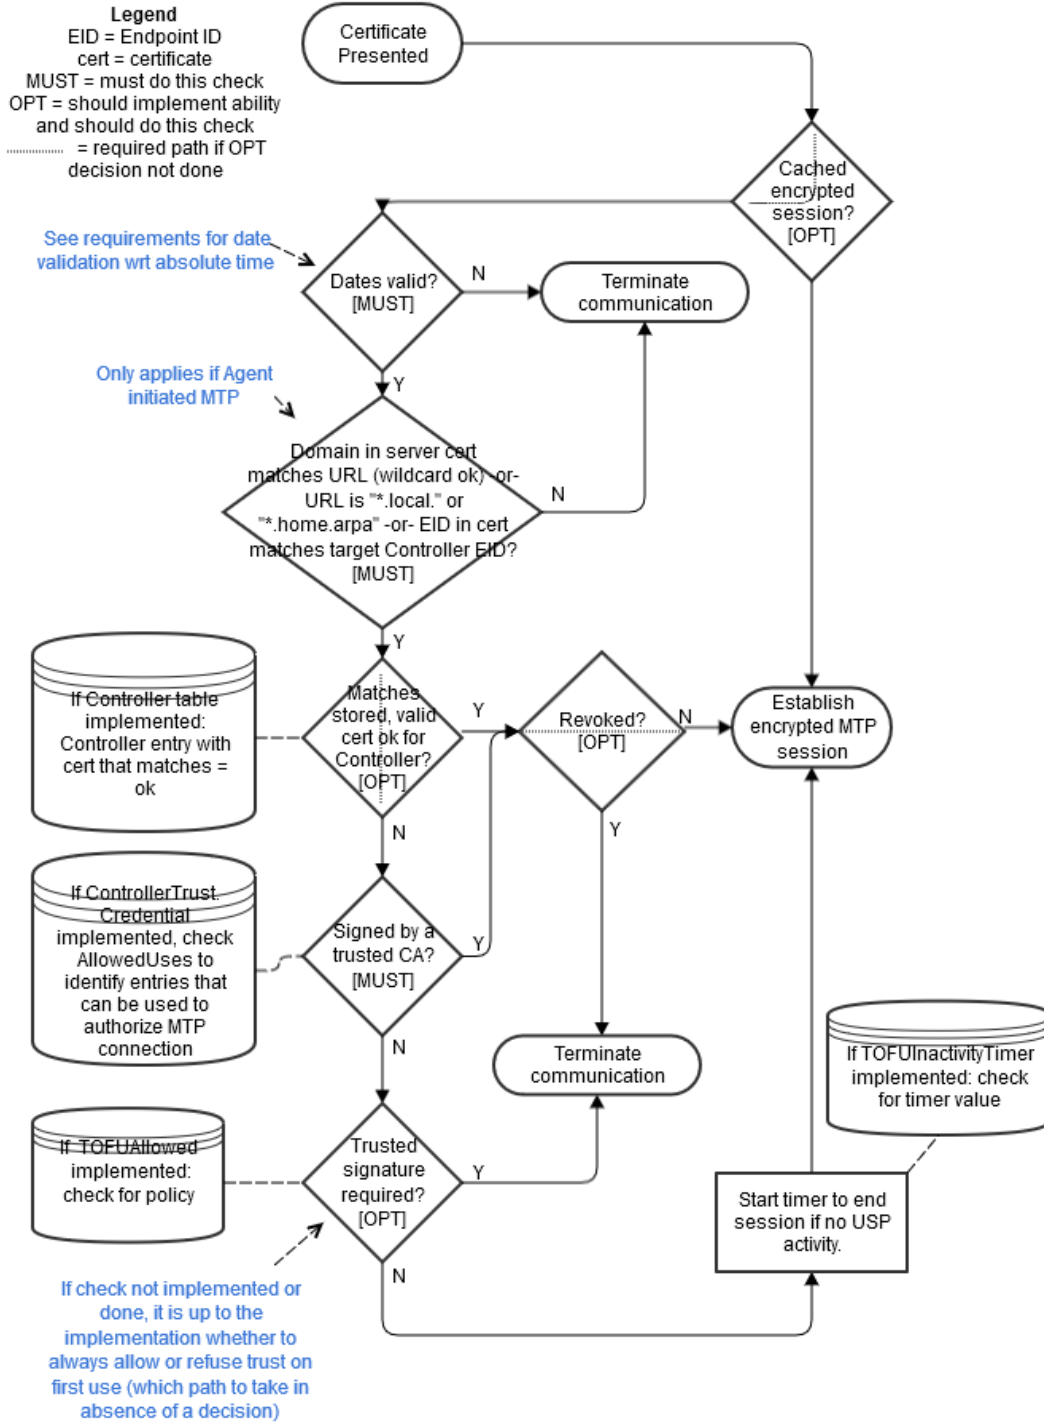 Legend
EID = Endpoint ID
cert = certificate
MUST = must do this check
OPT = should implement ability
and should do this check
= required path if OPT
decision not done
Certificate
Presented
Cached
encrypted
session?
[OPT]
See requirements for date
validation wrt absolute time
Dates valid?
[MUST]
N
Terminate
communication
Y
Only applies if Agent
initiated MTP
Domain in server cert
matches URL (wildcard ok) -or-
URL is "*.local." or
"*.home.arpa" -or- EID in cert
matches target Controller EID?
[MUST]
N
Y
If Controller table
implemented:
Controller entry with
cert that matches =
ok
Matches
stored, valid
cert ok for
Controller?
[OPT]
Y
N
Revoked?
[OPT]
N
Y
Establish
encrypted MTP
session
If ControllerTrust.
Credential
implemented, check
AllowedUses to
identify entries that
can be used to
authorize MTP
connection
Signed by a
trusted CA?
[MUST]
Y
N
Terminate
communication
If TOFUInactivityTimer
implemented: check
for timer value
If TOFUAllowed
implemented:
check for policy
Trusted
signature
required?
[OPT]
Y
N
Start timer to end
session if no USP
activity.
If check not implemented or
done, it is up to the
implementation whether to
always allow or refuse trust on
first use (which path to take in
absence of a decision)